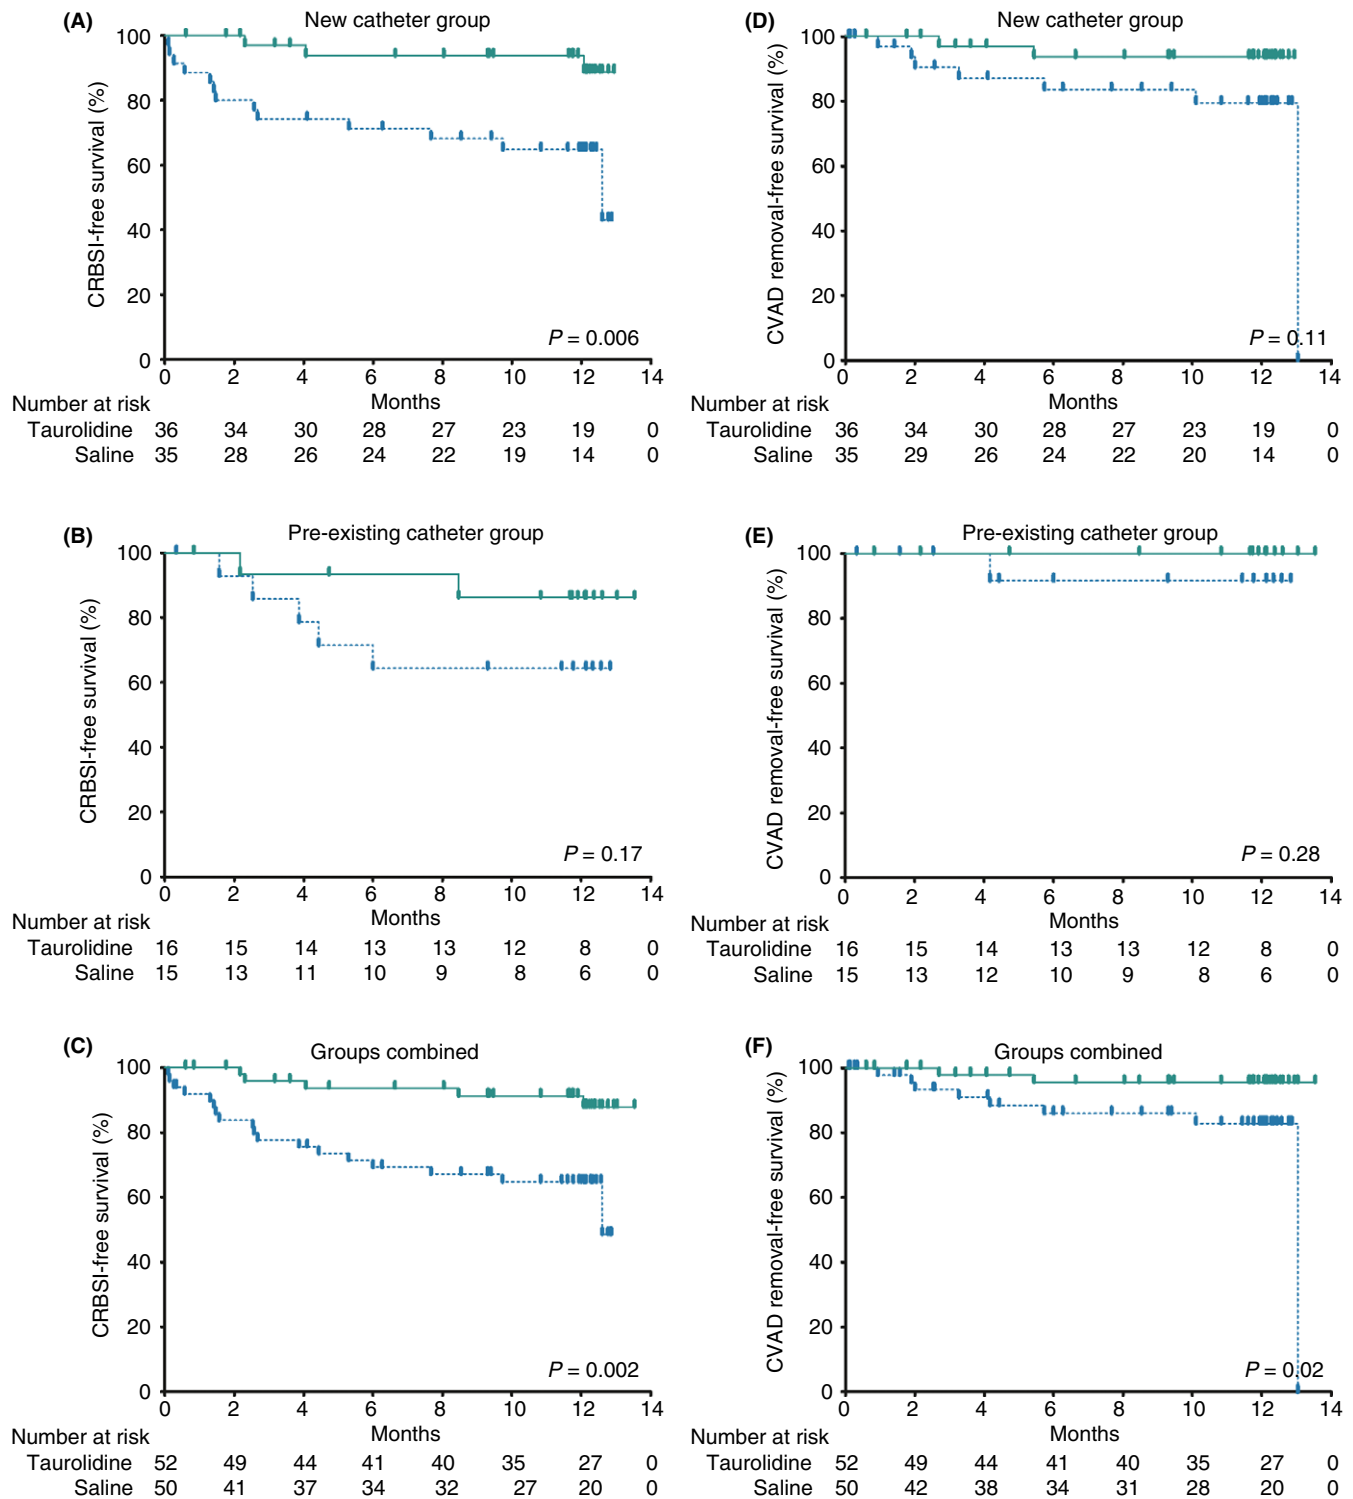 (A) New catheter group
CRBSI-free survival (%)
100
80
60
40
20
0
P = 0.006
0 2 4 6 8 10 12 14
Months
Number at risk
Taurolidine 36 34 30 28 27 23 19 0
Saline 35 28 26 24 22 19 14 0
(B) Pre-existing catheter group
CRBSI-free survival (%)
100
80
60
40
20
0
P = 0.17
0 2 4 6 8 10 12 14
Months
Number at risk
Taurolidine 16 15 14 13 13 12 8 0
Saline 15 13 11 10 9 8 6 0
(C) Groups combined
CRBSI-free survival (%)
100
80
60
40
20
0
P = 0.002
0 2 4 6 8 10 12 14
Months
Number at risk
Taurolidine 52 49 44 41 40 35 27 0
Saline 50 41 37 34 32 27 20 0
(D) New catheter group
CVAD removal-free survival (%)
100
80
60
40
20
0
P = 0.11
0 2 4 6 8 10 12 14
Months
Number at risk
Taurolidine 36 34 30 28 27 23 19 0
Saline 35 29 26 24 22 20 14 0
(E) Pre-existing catheter group
CVAD removal-free survival (%)
100
80
60
40
20
0
P = 0.28
0 2 4 6 8 10 12 14
Months
Number at risk
Taurolidine 16 15 14 13 13 12 8 0
Saline 15 13 12 10 9 8 6 0
(F) Groups combined
CVAD removal-free survival (%)
100
80
60
40
20
0
P = 0.02
0 2 4 6 8 10 12 14
Months
Number at risk
Taurolidine 52 49 44 41 40 35 27 0
Saline 50 42 38 34 31 28 20 0